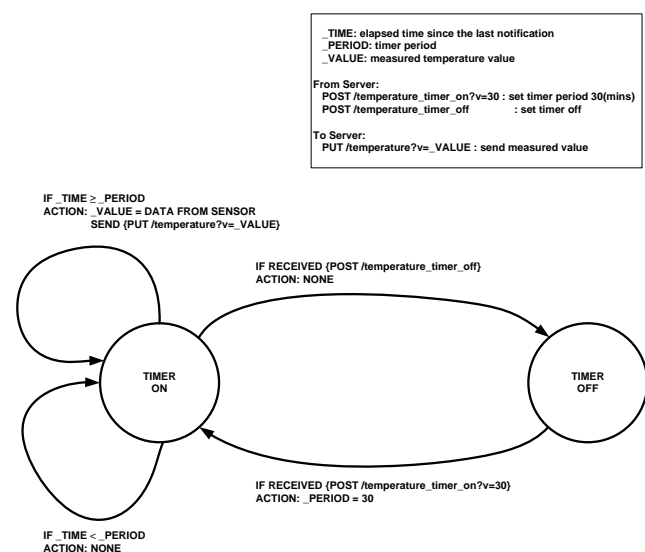 _TIME: elapsed time since the last notification
_PERIOD: timer period
_VALUE: measured temperature value
From Server:
POST /temperature_timer_on?v=30 : set timer period 30(mins)
POST /temperature_timer_off : set timer off
To Server:
PUT /temperature?v=_VALUE : send measured value
IF _TIME ≥ _PERIOD
ACTION: _VALUE = DATA FROM SENSOR
SEND {PUT /temperature?v=_VALUE}
IF RECEIVED {POST /temperature_timer_off}
ACTION: NONE
TIMER
ON
TIMER
OFF
IF RECEIVED {POST /temperature_timer_on?v=30}
ACTION: _PERIOD = 30
IF _TIME < _PERIOD
ACTION: NONE